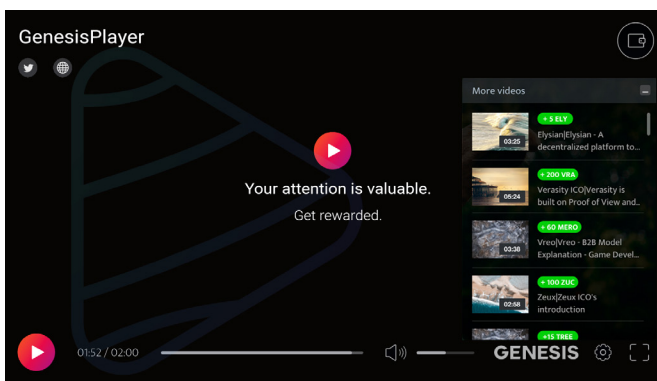 GenesisPlayer
Your attention is valuable.
Get rewarded.
More videos
+ 5 ELY
03:25
Elysian|Elysian - A
decentralized platform to...
+ 200 VRA
05:24
Verasity ICO|Verasity is
built on Proof of View and...
+ 60 MERO
03:38
Vreo|Vreo - B2B Model
Explanation - Game Devel...
+ 100 ZUC
02:58
Zeux|Zeux ICO's
introduction
+15 TREE
01:52 / 02:00
GENESIS